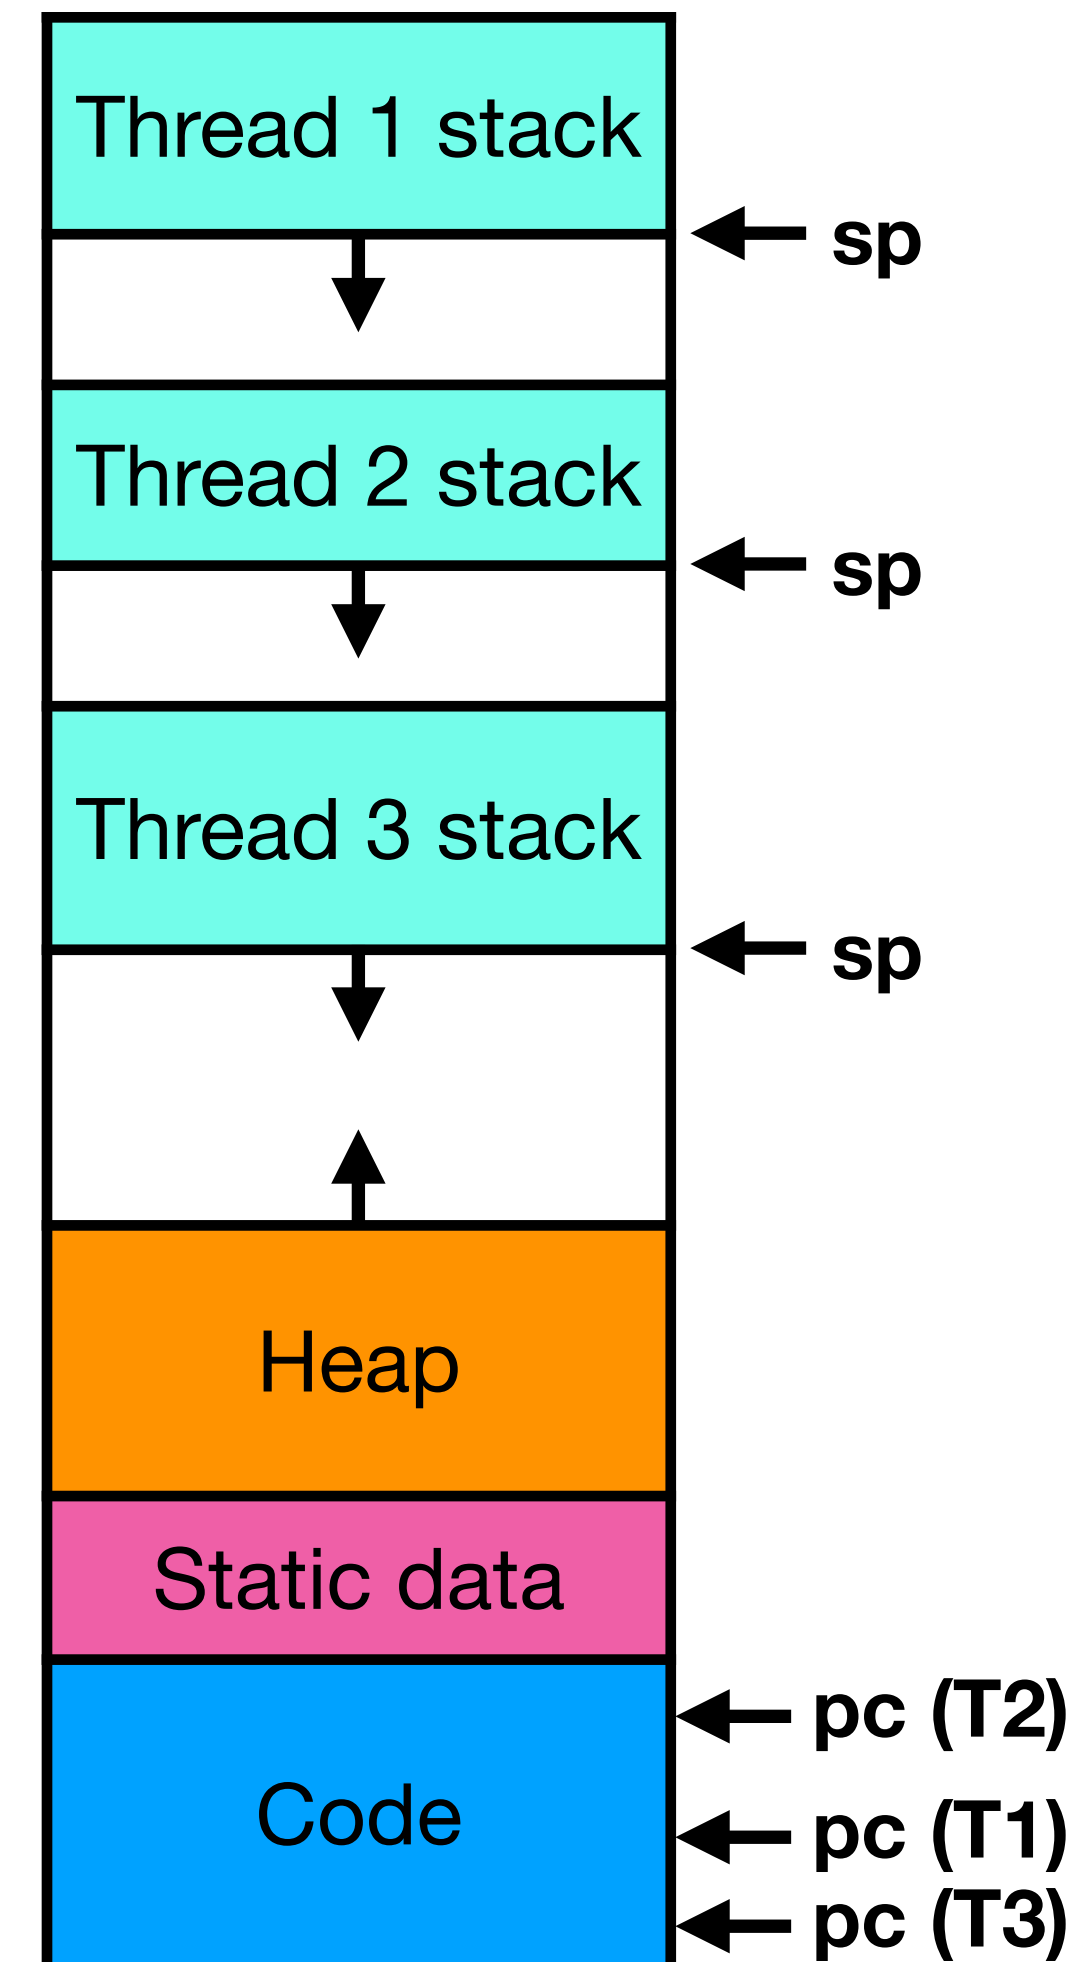 Thread 1 stack
sp
Thread 2 stack
sp
Thread 3 stack
sp
Heap
Static data
pc (T2)
Code
pc (T1)
pc (T3)